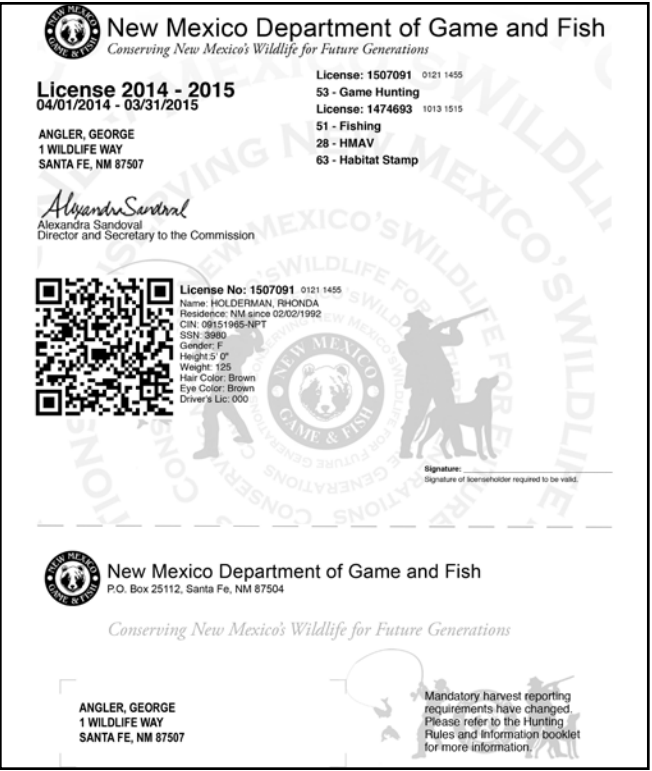 New Mexico Department of Game and Fish
Conserving New Mexico's Wildlife for Future Generations
License 2014 - 2015
04/01/2014 - 03/31/2015
ANGLER, GEORGE
1 WILDLIFE WAY
SANTA FE, NM 87507
License: 1507091 0121 1455
53 - Game Hunting
License: 1474693 1013 1515
51 - Fishing
28 - HMAV
63 - Habitat Stamp
Alexandra Sandoval
Alexandra Sandoval
Director and Secretary to the Commission
License No: 1507091 0121 1455
Name: HOLDERMAN, RHONDA
Residence: NM since 02/02/1992
CIN: 09151965-NPT
SSN: 3980
Gender: F
Height:5' 0"
Weight: 125
Hair Color: Brown
Eye Color: Brown
Driver's Lic: 000
NEW MEXICO
GAME & FISH
Signature:
Signature of licenseholder required to be valid.
New Mexico Department of Game and Fish
P.O. Box 25112, Santa Fe, NM 87504
Conserving New Mexico's Wildlife for Future Generations
ANGLER, GEORGE
1 WILDLIFE WAY
SANTA FE, NM 87507
Mandatory harvest reporting
requirements have changed.
Please refer to the Hunting
Rules and Information booklet
for more information.